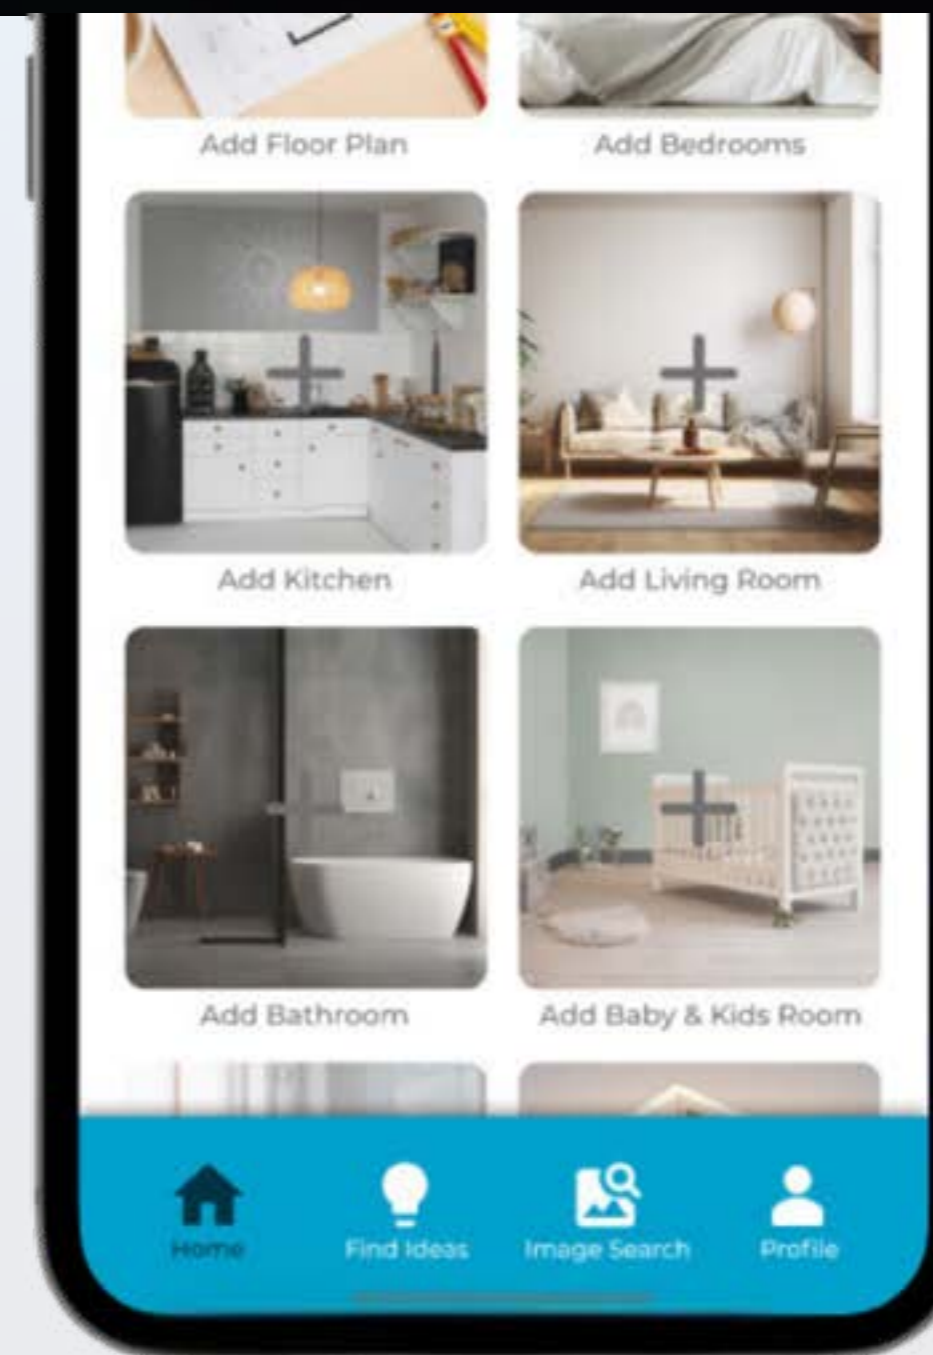 Add Floor Plan
Add Bedrooms
Add Kitchen
Add Living Room
Add Bathroom
Add Baby & Kids Room
Home
Find Ideas
Image Search
Profile